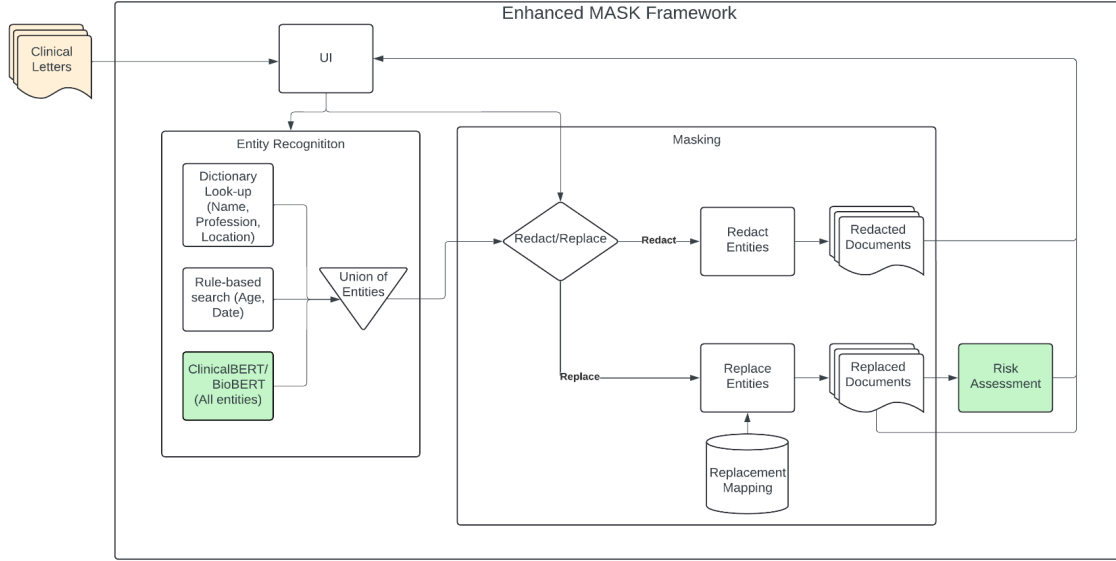 Enhanced MASK Framework
Clinical
Letters
UI
Entity Recognititon
Dictionary
Look-up
(Name,
Profession,
Location)
Rule-based
search (Age,
Date)
ClinicalBERT/
BioBERT
(All entities)
Union of
Entities
Masking
Redact/Replace
Redact
Redact
Entities
Redacted
Documents
Replace
Replace
Entities
Replaced
Documents
Risk
Assessment
Replacement
Mapping